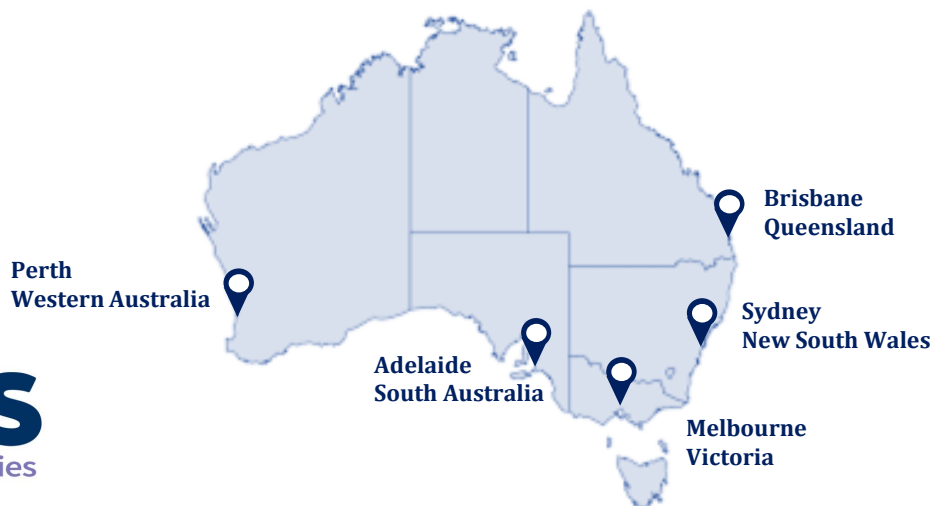 Brisbane
Queensland
Perth
Western Australia
Sydney
New South Wales
Adelaide
South Australia
Melbourne
Victoria